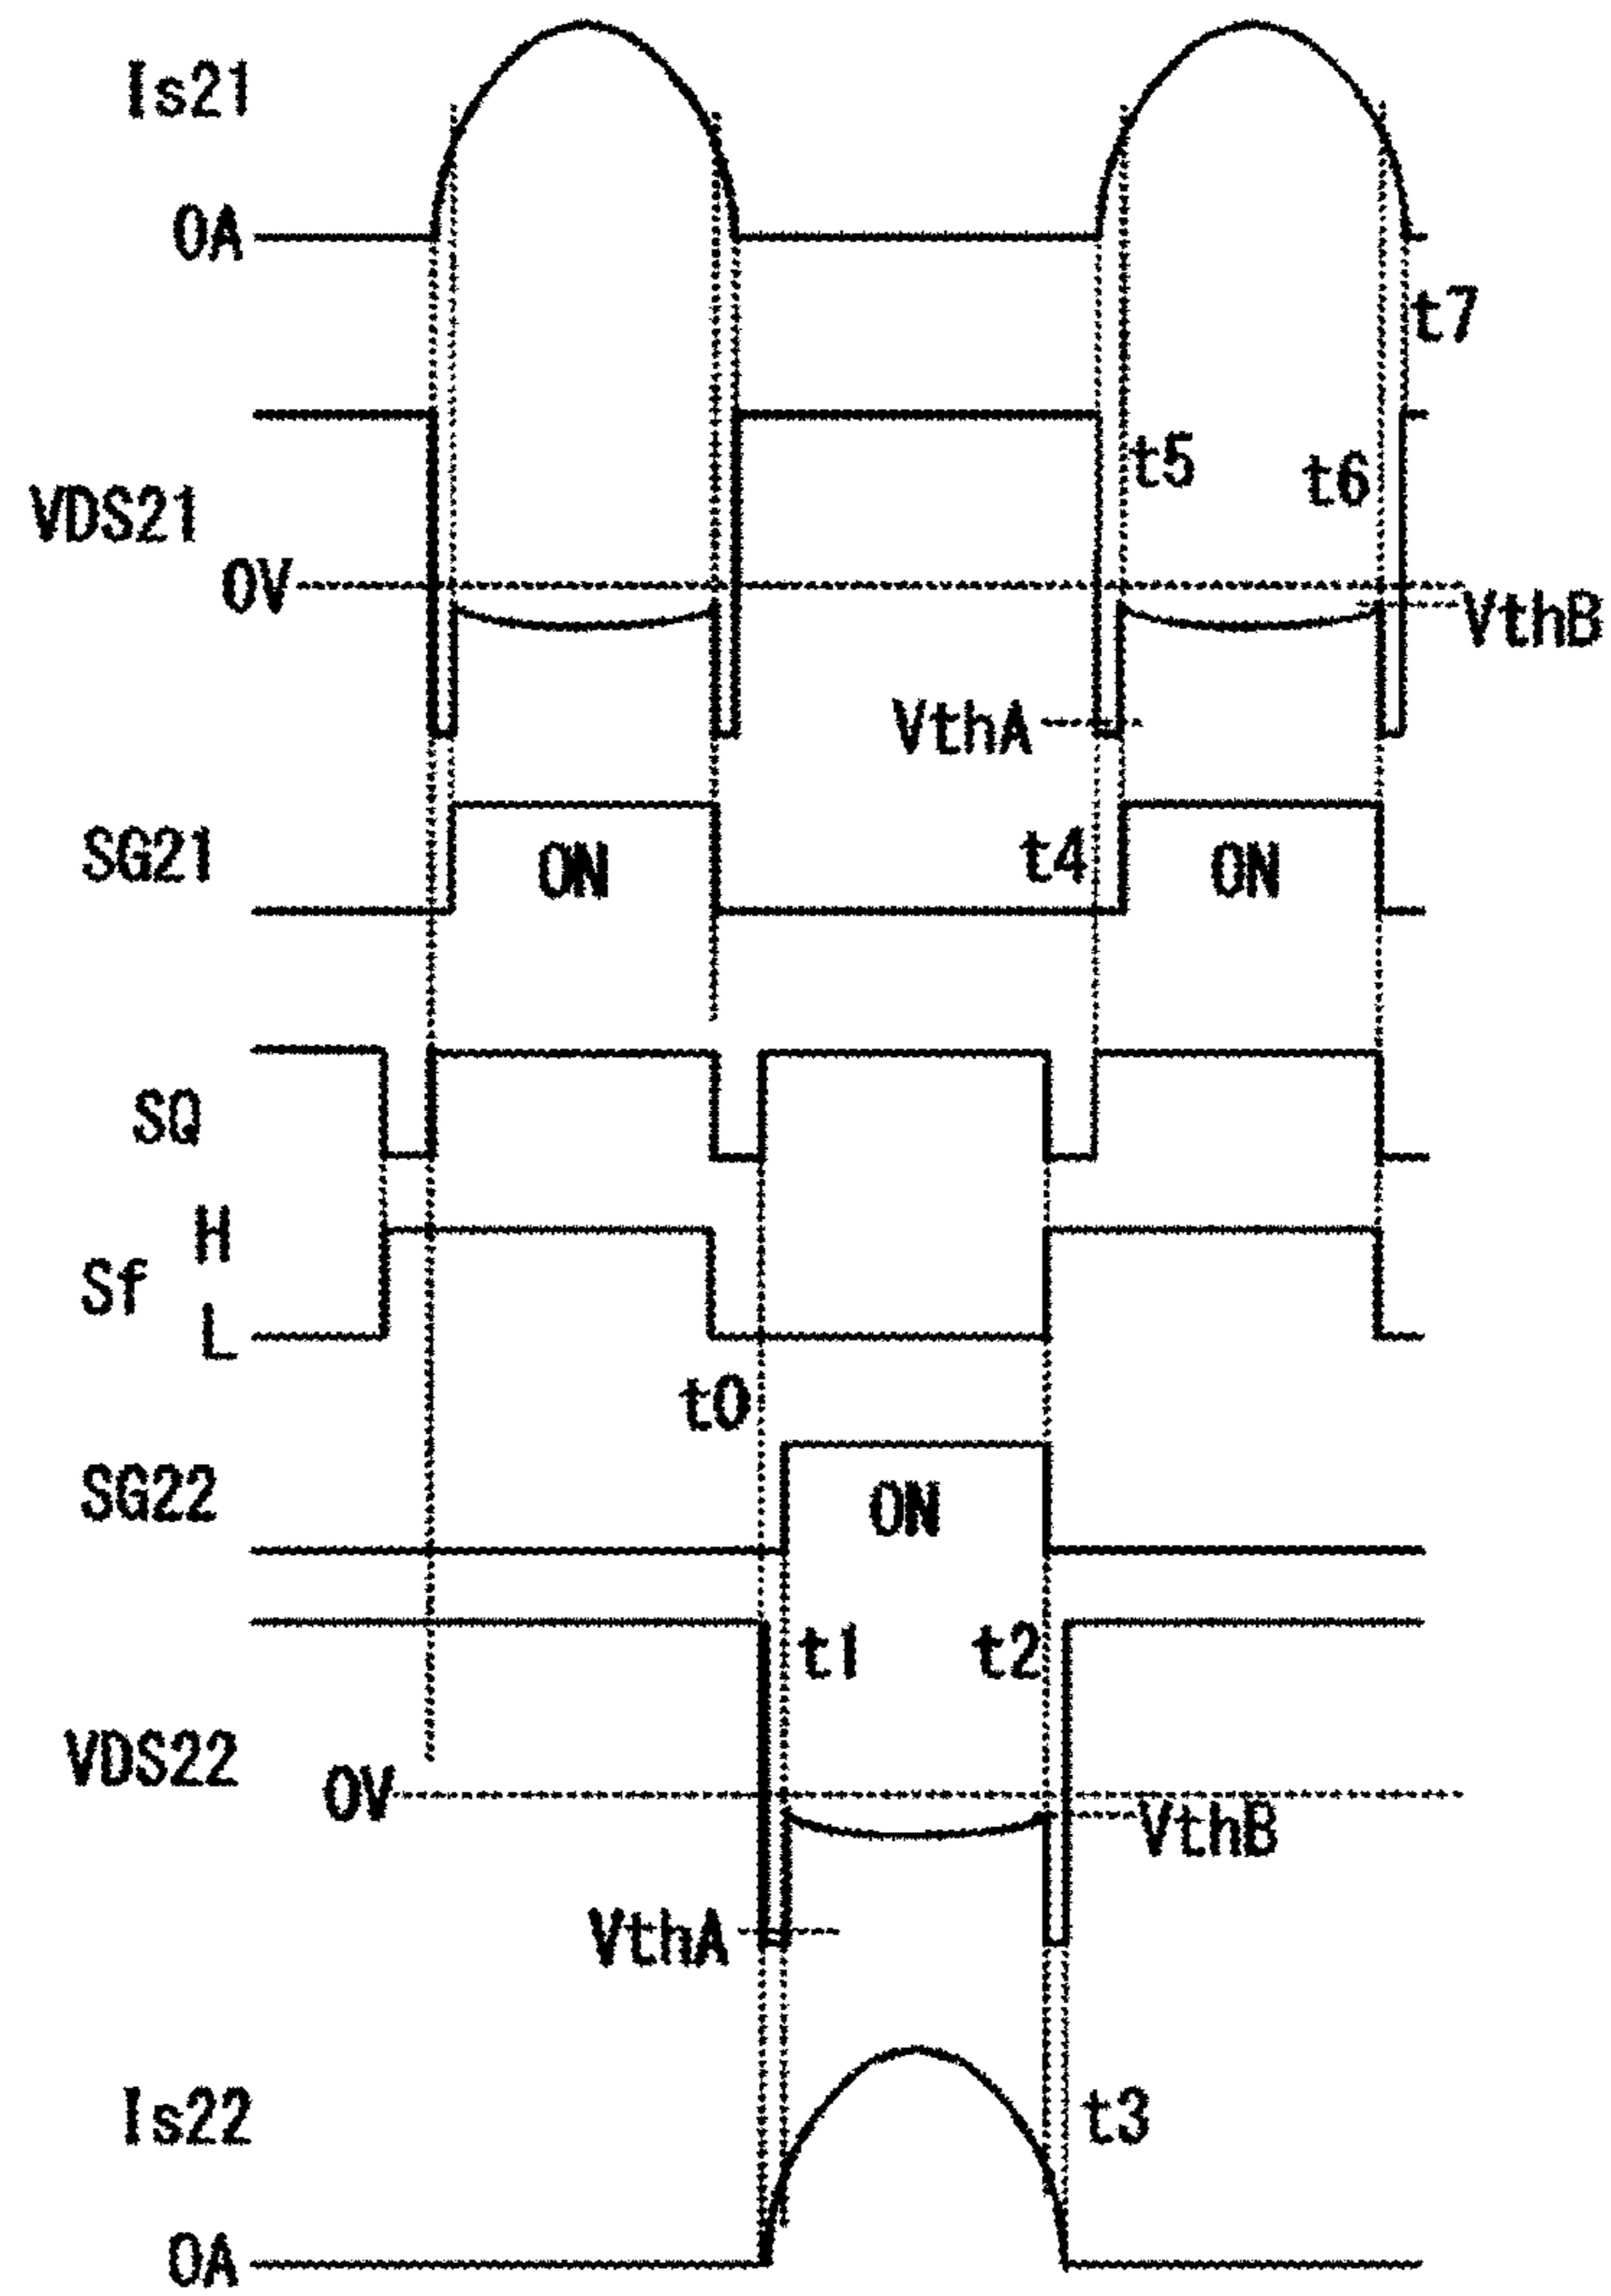 Is21
0A
t7
VDS21
t5
t6
0V
VthB
VthA
SG21
ON
t4
ON
SQ
H
Sf
L
t0
SG22
ON
t1
t2
VDS22
0V
VthB
VthA
Is22
t3
0A